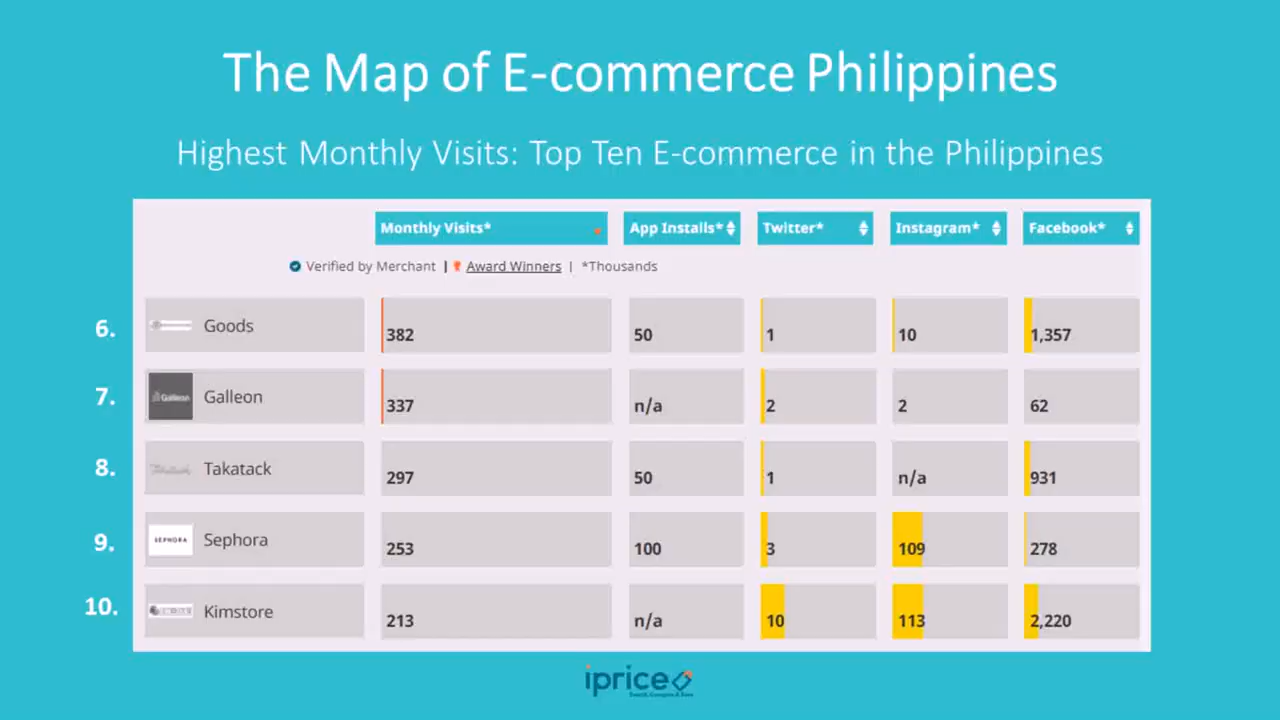 The Map of E-commerce Philippines
Highest Monthly Visits: Top Ten E-commerce in the Philippines
Monthly Visits* App Installs* Twitter* Instagram* Facebook*
Verified by Merchant | Award Winners | *Thousands
6. Goods 382 50 1 10 1,357
7. Galleon Galleon 337 n/a 2 2 62
8. Takatack 297 50 1 n/a 931
9. SEPHORA Sephora 253 100 3 109 278
10. Kimstore 213 n/a 10 113 2,220
iprice